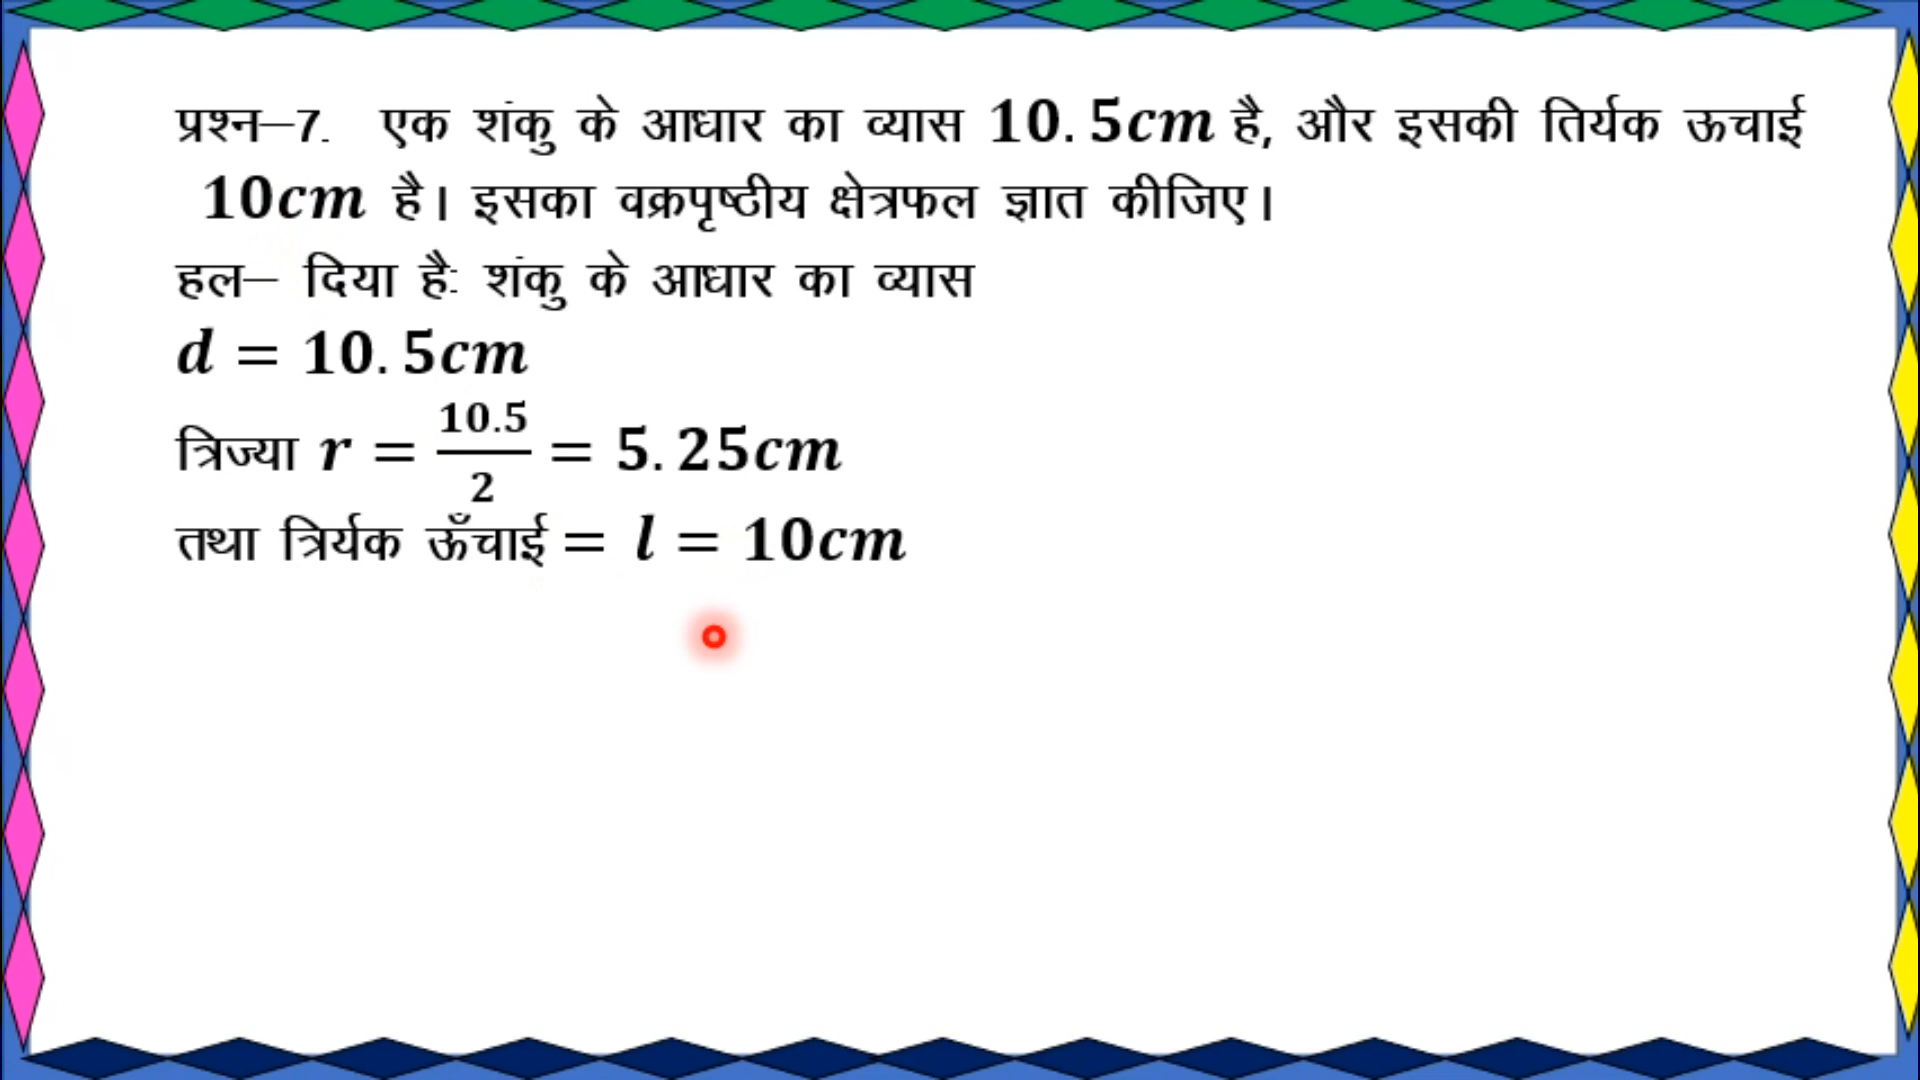 प्रश्न–7. एक शंकु के आधार का व्यास 10.5cm है, और इसकी तिर्यक ऊचाई
10cm है। इसका वक्रपृष्ठीय क्षेत्रफल ज्ञात कीजिए।
हल– दिया है: शंकु के आधार का व्यास
d = 10.5cm
त्रिज्या r = 10.5/2 = 5.25cm
तथा त्रिर्यक ऊँचाई = l = 10cm